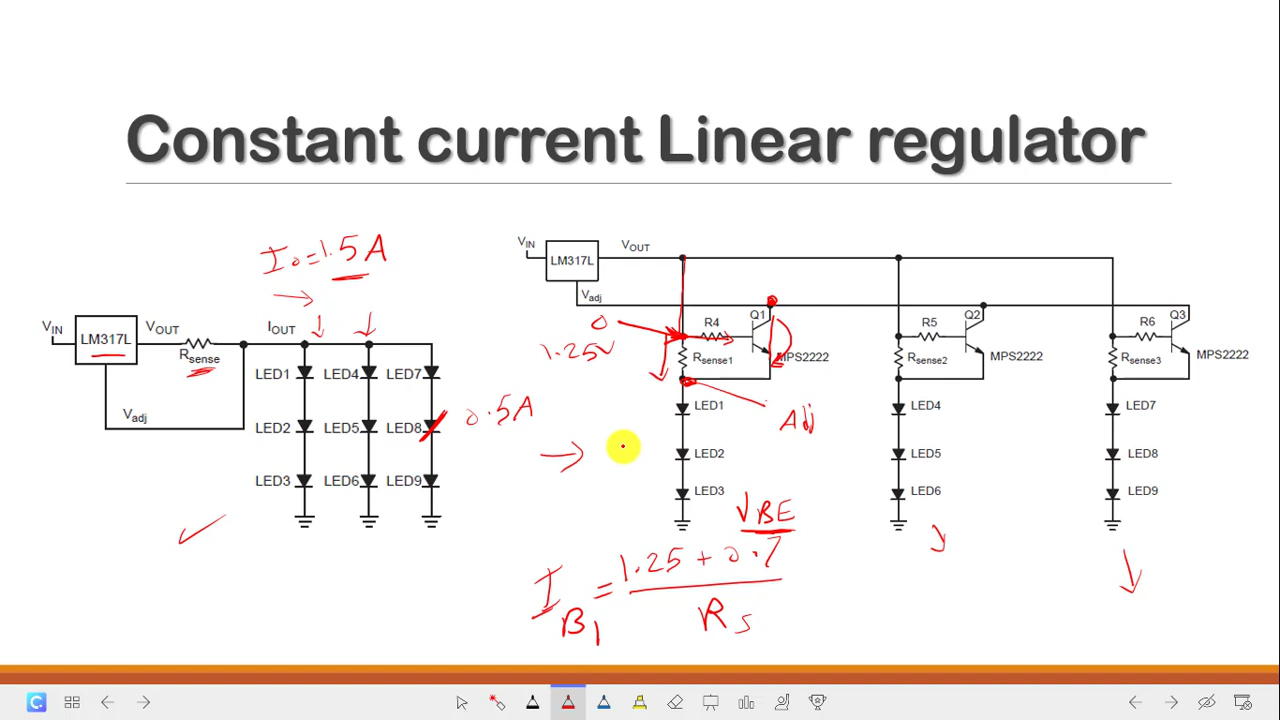 Constant current Linear regulator
I0=1.5A
VIN
LM317L
VOUT
Rsense
IOUT
Vadj
LED1
LED4
LED7
LED2
LED5
LED8
LED3
LED6
LED9
0.5A
VIN
LM317L
VOUT
Vadj
0
1.25V
R4
Q1
Rsense1
MPS2222
LED1
LED2
LED3
Adj
R5
Q2
Rsense2
MPS2222
LED4
LED5
LED6
R6
Q3
Rsense3
MPS2222
LED7
LED8
LED9
VBE
IB1 = 1.25 + 0.7
RS